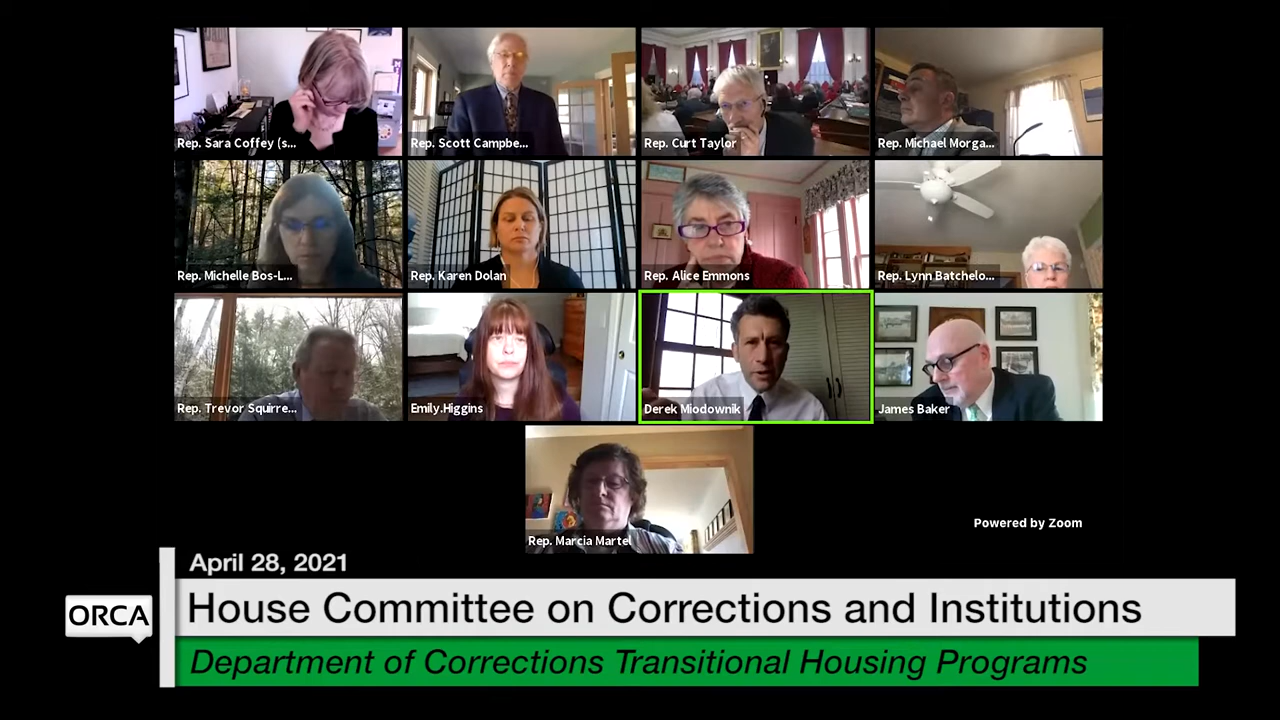 Rep. Sara Coffey (s...
Rep. Scott Campbe...
Rep. Curt Taylor
Rep. Michael Morga...
Rep. Michelle Bos-L...
Rep. Karen Dolan
Rep. Alice Emmons
Rep. Lynn Batchelo...
Rep. Trevor Squirre...
Emily.Higgins
Derek Miodownik
James Baker
Rep. Marcia Martel
Powered by Zoom
April 28, 2021
ORCA
House Committee on Corrections and Institutions
Department of Corrections Transitional Housing Programs